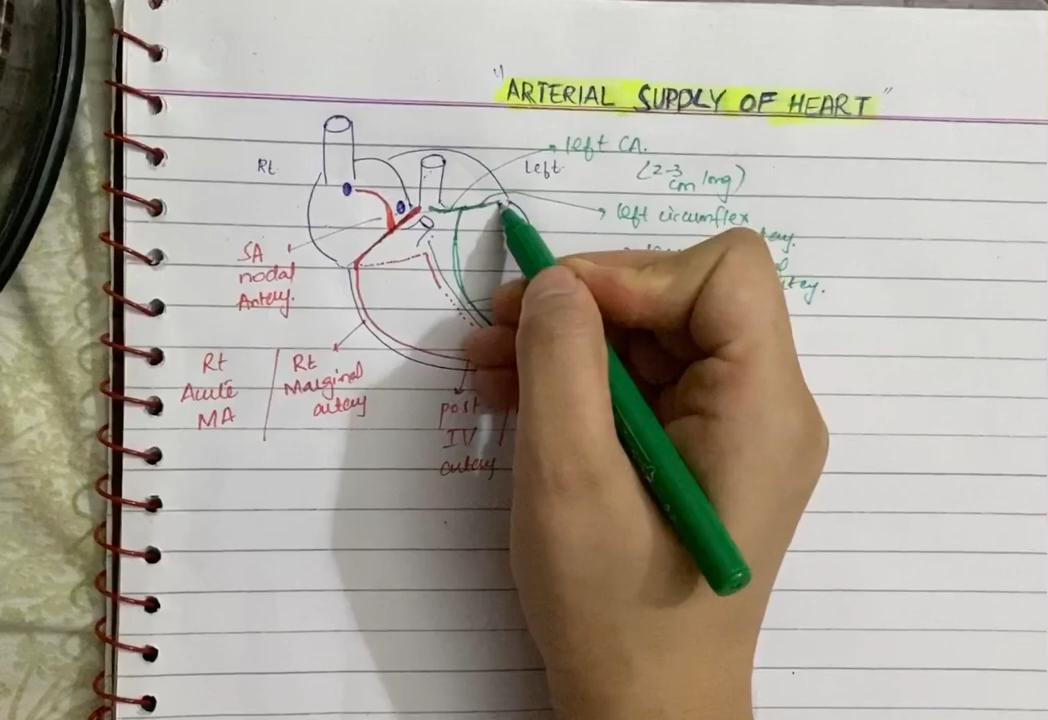 "ARTERIAL SUPPLY OF HEART"
Rt
Left
left CA.
(2-3
cm long)
left circumflex
SA
nodal
Artery.
Rt
Acute
MA
Rt
Marginal
artery
post
IV
artery